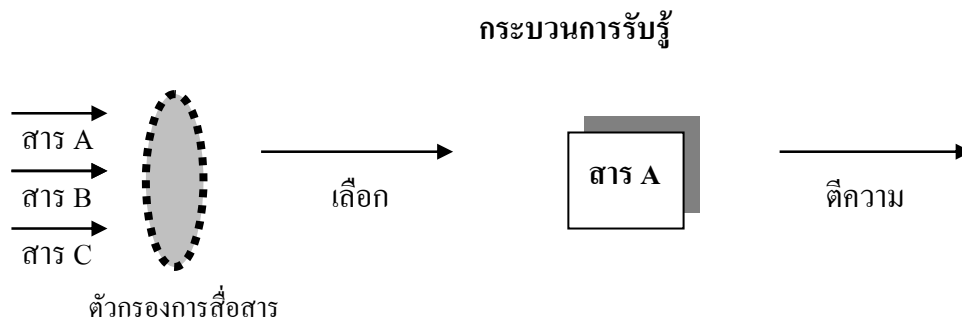 กระบวนการรับรู้
สาร A
สาร B
สาร C
ตัวกรองการสื่อสาร
เลือก
สาร A
ตีความ